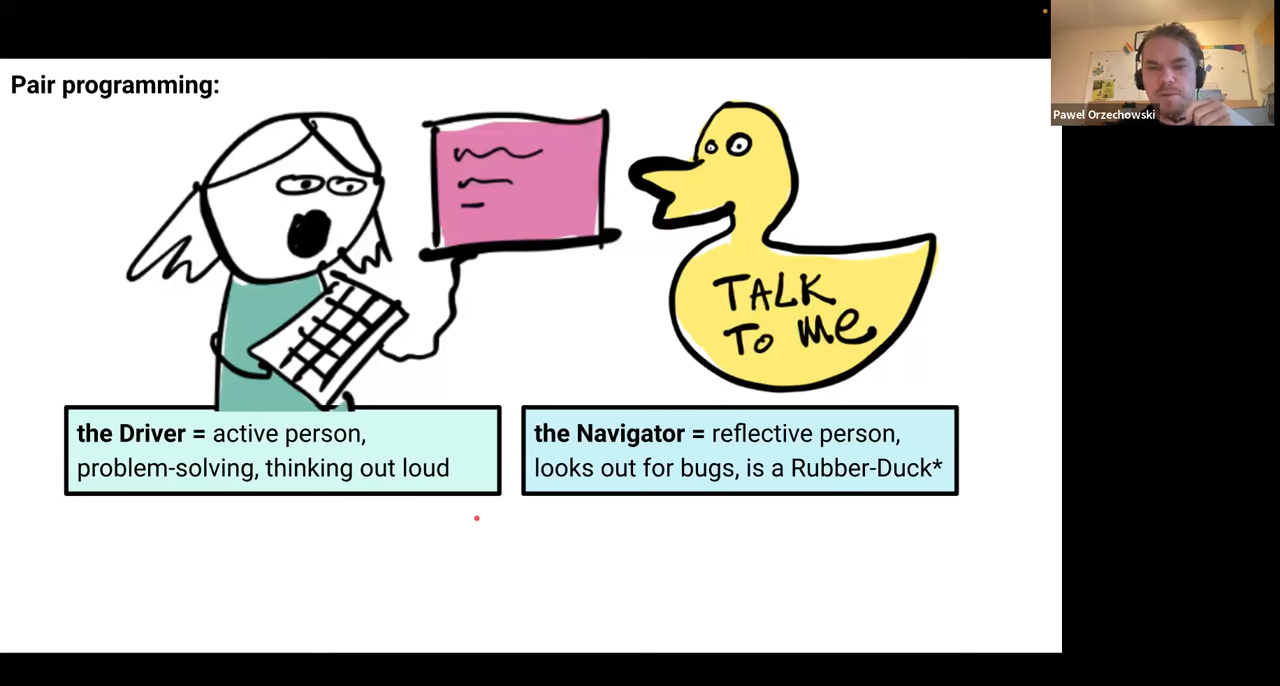 Pair programming:
TALK
To me
the Driver = active person,
problem-solving, thinking out loud
the Navigator = reflective person,
looks out for bugs, is a Rubber-Duck*
Pawel Orzechowski